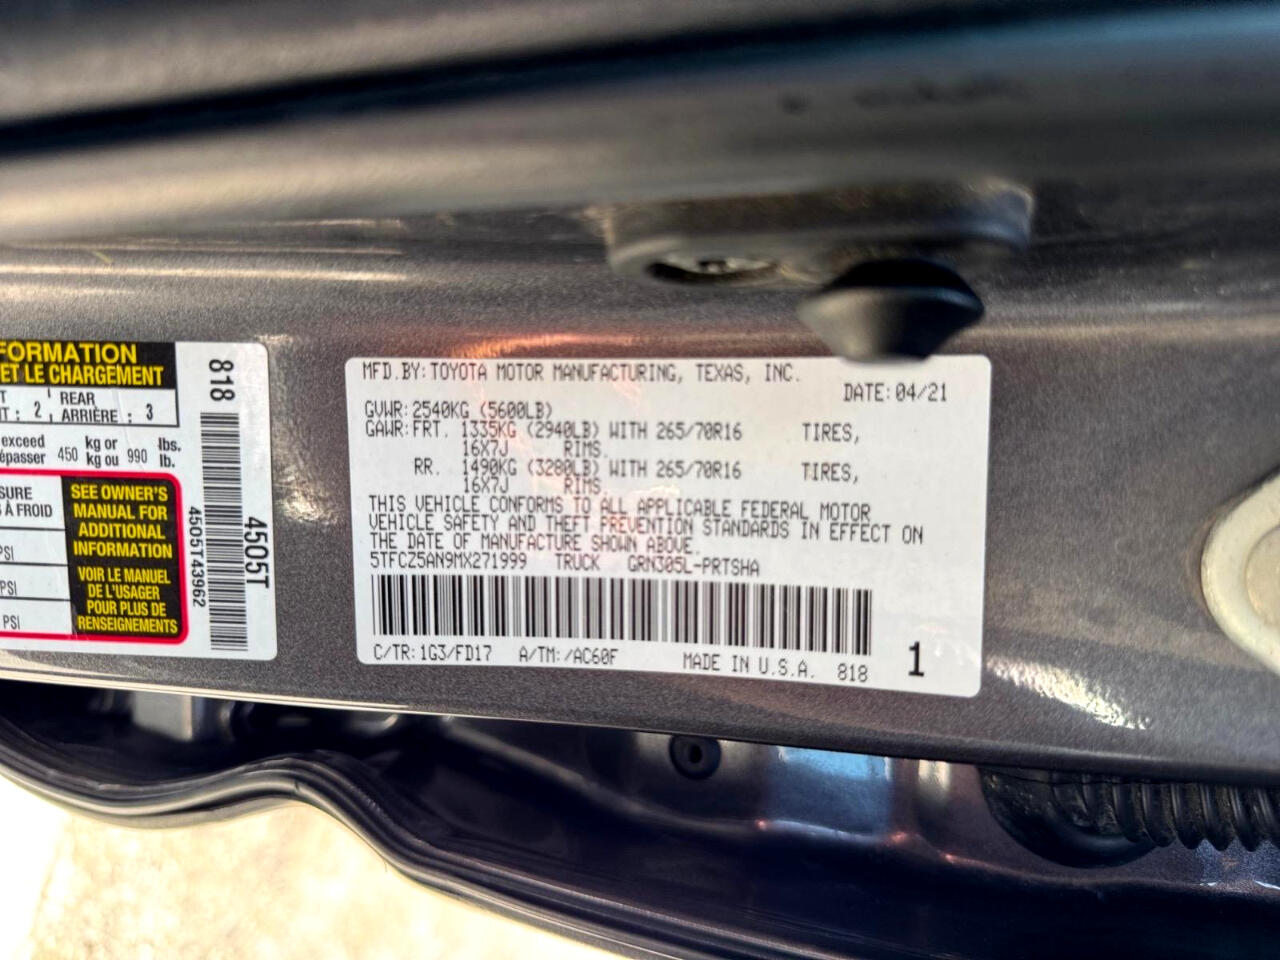 FORMATION
ET LE CHARGEMENT
T : 2 REAR ARRIÈRE : 3
exceed kg or lbs.
épasser 450 kg ou 990 lb.
SURE
À FROID
PSI
PSI
PSI
SEE OWNER'S
MANUAL FOR
ADDITIONAL
INFORMATION
VOIR LE MANUEL
DE L'USAGER
POUR PLUS DE
RENSEIGNEMENTS
818
4505T
4505T43962
MFD.BY:TOYOTA MOTOR MANUFACTURING, TEXAS, INC.
DATE:04/21
GVWR:2540KG (5600LB)
GAWR:FRT. 1335KG (2940LB) WITH 265/70R16 TIRES,
16X7J RIMS.
RR. 1490KG (3280LB) WITH 265/70R16 TIRES,
16X7J RIMS.
THIS VEHICLE CONFORMS TO ALL APPLICABLE FEDERAL MOTOR
VEHICLE SAFETY AND THEFT PREVENTION STANDARDS IN EFFECT ON
THE DATE OF MANUFACTURE SHOWN ABOVE.
5TFCZ5AN9MX271999 TRUCK GRN305L-PRTSHA
C/TR:1G3/FD17 A/TM:/AC60F MADE IN U.S.A. 818 1